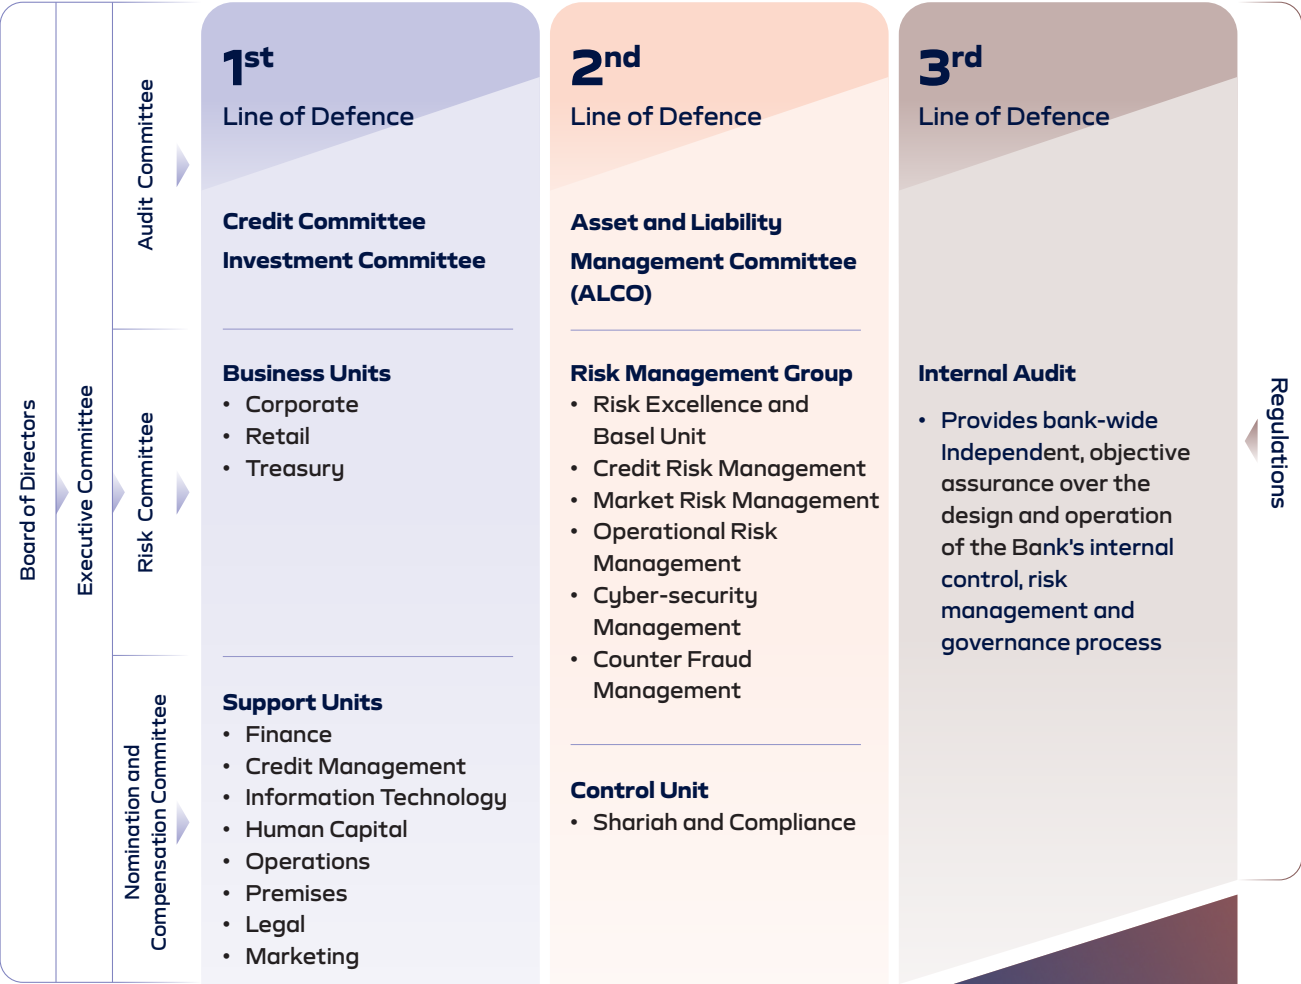 Board of Directors
Executive Committee
Audit Committee
Risk Committee
Nomination and
Compensation Committee
1st
Line of Defence
Credit Committee
Investment Committee
Business Units
• Corporate
• Retail
• Treasury
Support Units
• Finance
• Credit Management
• Information Technology
• Human Capital
• Operations
• Premises
• Legal
• Marketing
2nd
Line of Defence
Asset and Liability
Management Committee
(ALCO)
Risk Management Group
• Risk Excellence and
Basel Unit
• Credit Risk Management
• Market Risk Management
• Operational Risk
Management
• Cyber-security
Management
• Counter Fraud
Management
Control Unit
• Shariah and Compliance
3rd
Line of Defence
Internal Audit
• Provides bank-wide
Independent, objective
assurance over the
design and operation
of the Bank's internal
control, risk
management and
governance process
Regulations